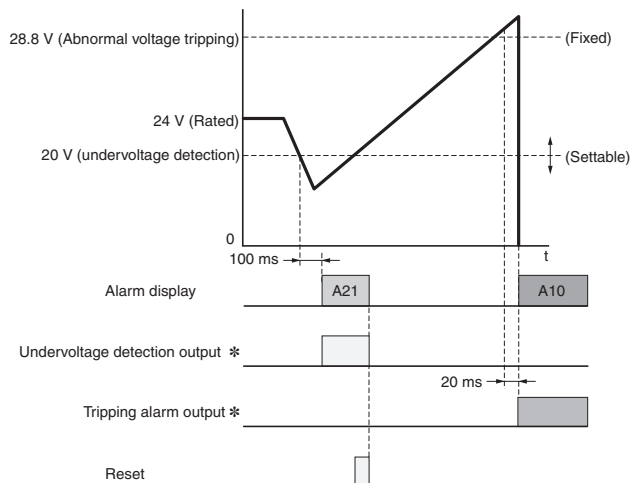 28.8 V (Abnormal voltage tripping)
(Fixed)
24 V (Rated)
20 V (undervoltage detection)
(Settable)
0
t
100 ms
Alarm display
A21
A10
Undervoltage detection output *
20 ms
Tripping alarm output *
Reset